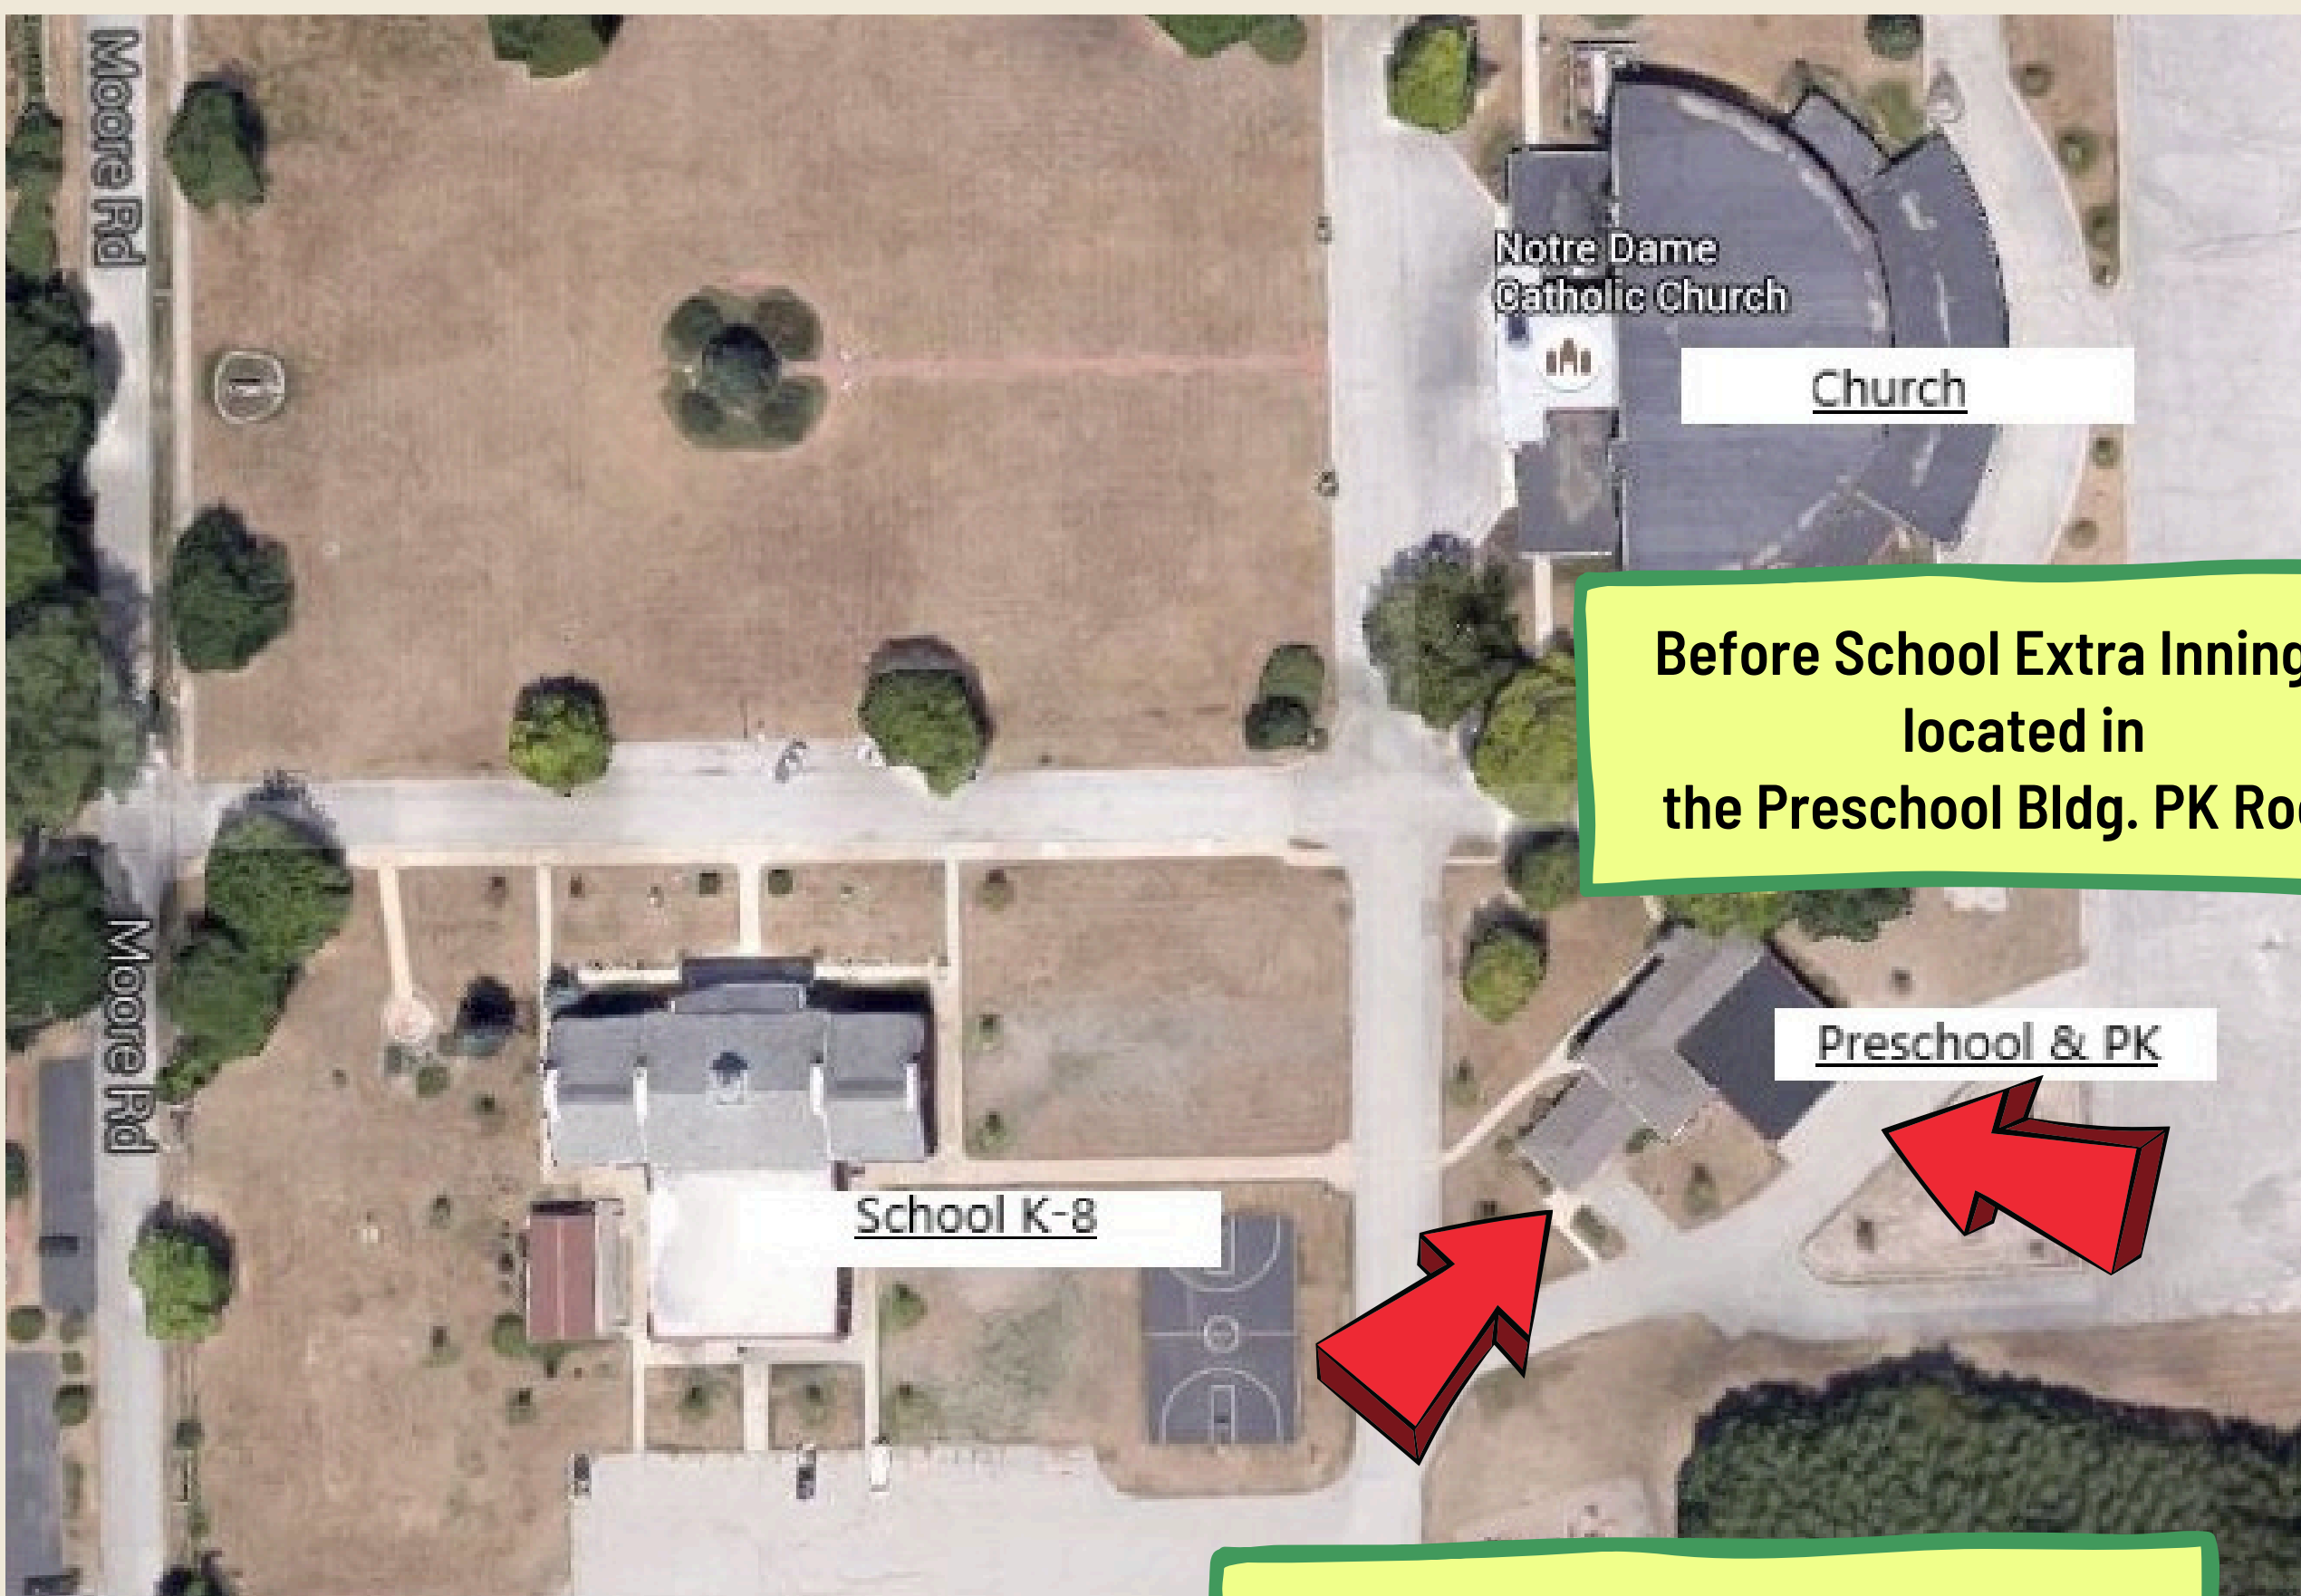 Moore Rd
Notre Dame
Catholic Church
Church
Before School Extra Inning
located in
the Preschool Bldg. PK
Moore Rd
Preschool & PK
School K-8